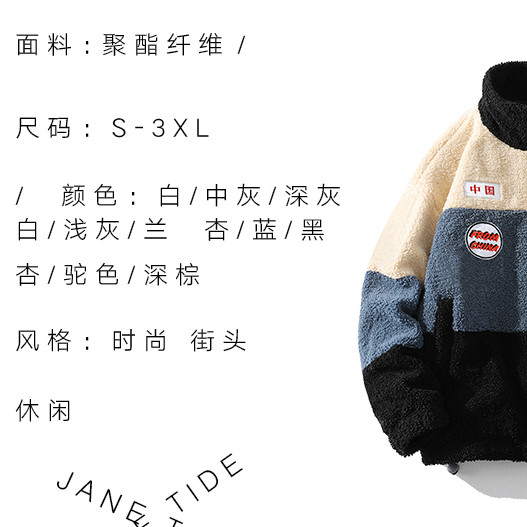 面料:聚酯纤维 /
尺码: S-3XL
/ 颜色: 白/中灰/深灰
白/浅灰/兰 杏/蓝/黑
杏/驼色/深棕
风格: 时尚 街头
休闲
中国
FROM
CHINA
JANE TIDE